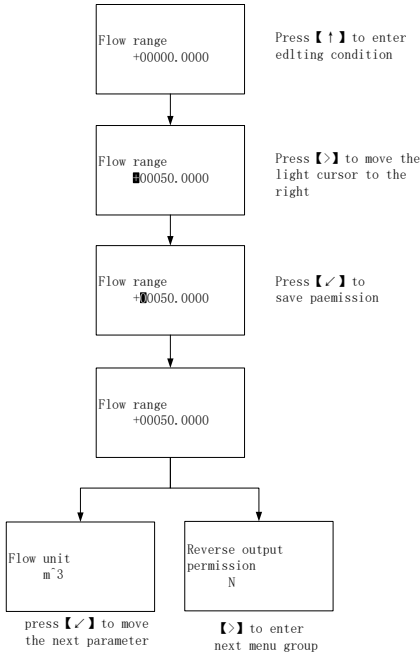 Flow range
+00000.0000
Press【↑】to enter
edlting condition
Flow range
+00050.0000
Press【>】to move the
light cursor to the
right
Flow range
+00050.0000
Press【↙】to
save paemission
Flow range
+00050.0000
Flow unit
m^3
Reverse output
permission
N
press【↙】to move
the next parameter
【>】to enter
next menu group